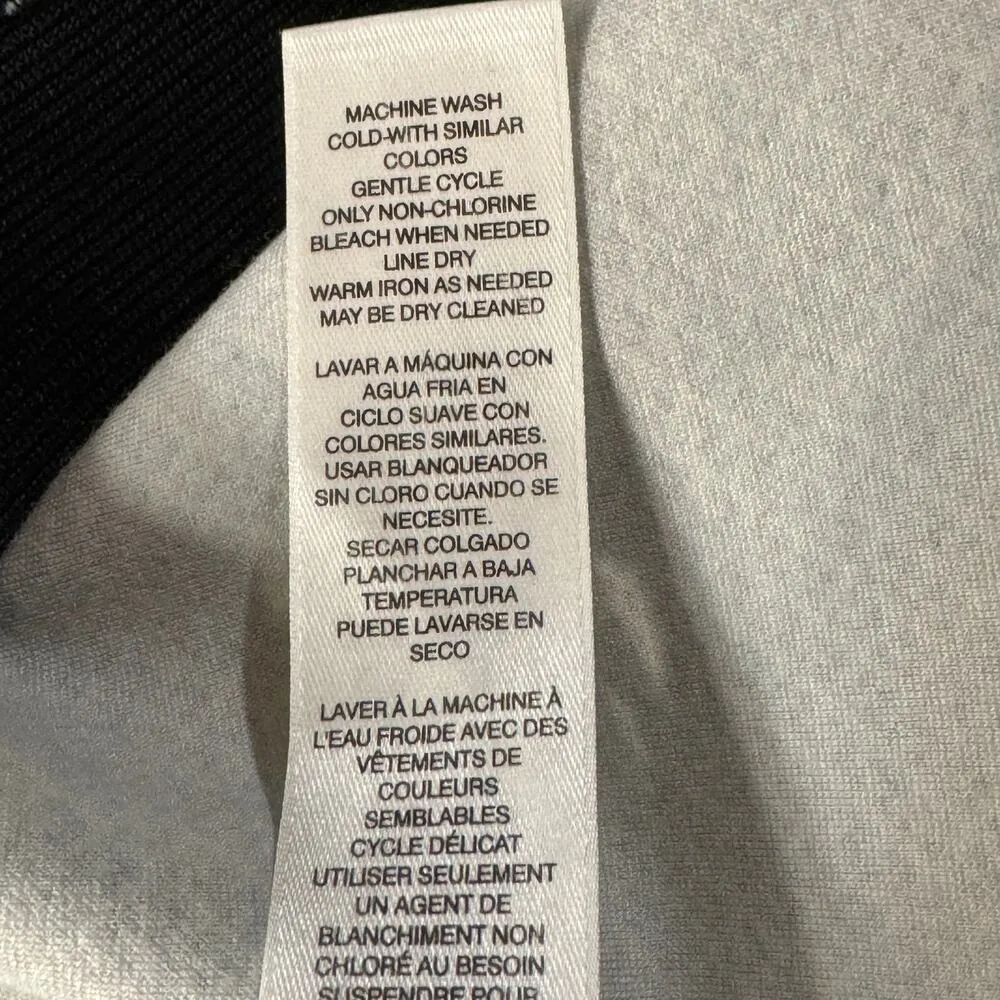 MACHINE WASH
COLD-WITH SIMILAR
COLORS
GENTLE CYCLE
ONLY NON-CHLORINE
BLEACH WHEN NEEDED
LINE DRY
WARM IRON AS NEEDED
MAY BE DRY CLEANED
LAVAR A MÁQUINA CON
AGUA FRIA EN
CICLO SUAVE CON
COLORES SIMILARES.
USAR BLANQUEADOR
SIN CLORO CUANDO SE
NECESITE.
SECAR COLGADO
PLANCHAR A BAJA
TEMPERATURA
PUEDE LAVARSE EN
SECO
LAVER À LA MACHINE À
L'EAU FROIDE AVEC DES
VÊTEMENTS DE
COULEURS
SEMBLABLES
CYCLE DÉLICAT
UTILISER SEULEMENT
UN AGENT DE
BLANCHIMENT NON
CHLORÉ AU BESOIN
SUSPENDRE POUR